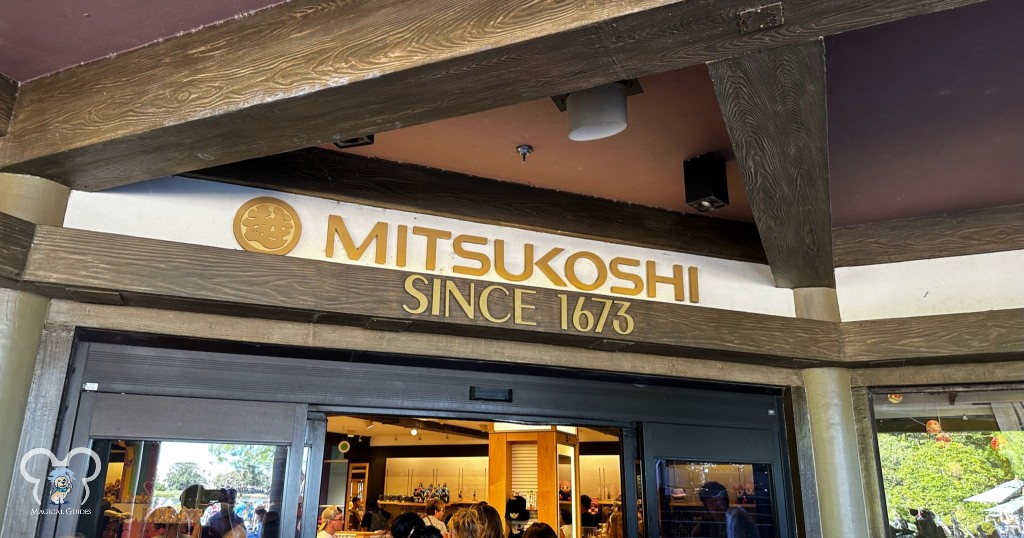 MITSUKOSHI
SINCE 1673
MAGICAL GUIDES